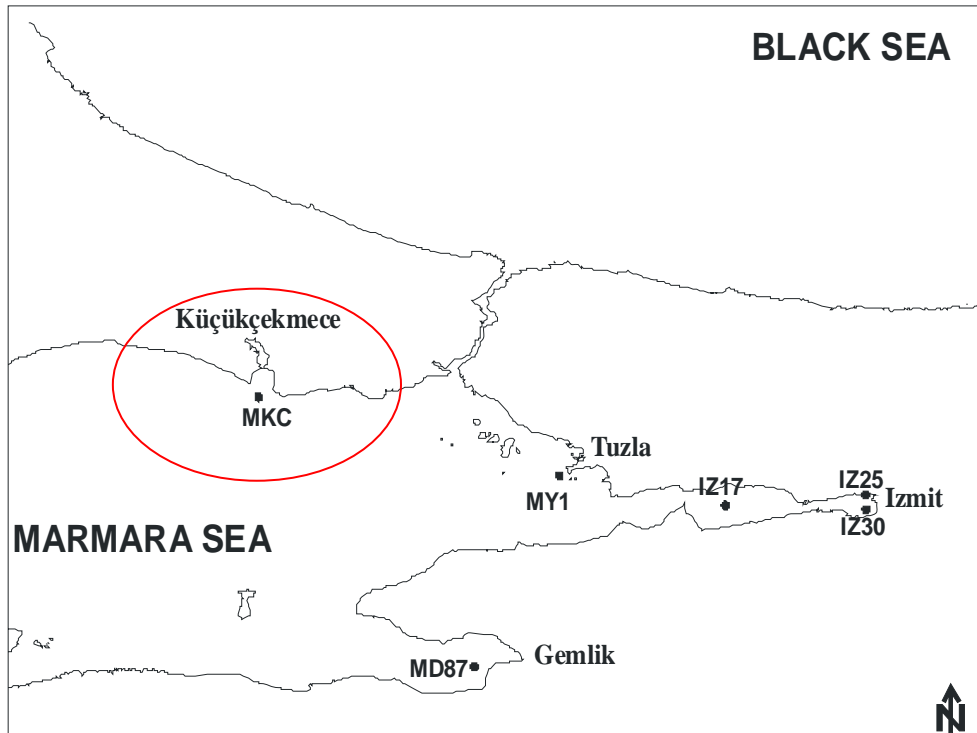 BLACK SEA
Küçükçekmece
MKC
Tuzla
MY1
IZ17
IZ25
Izmit
IZ30
MARMARA SEA
Gemlik
MD87
N